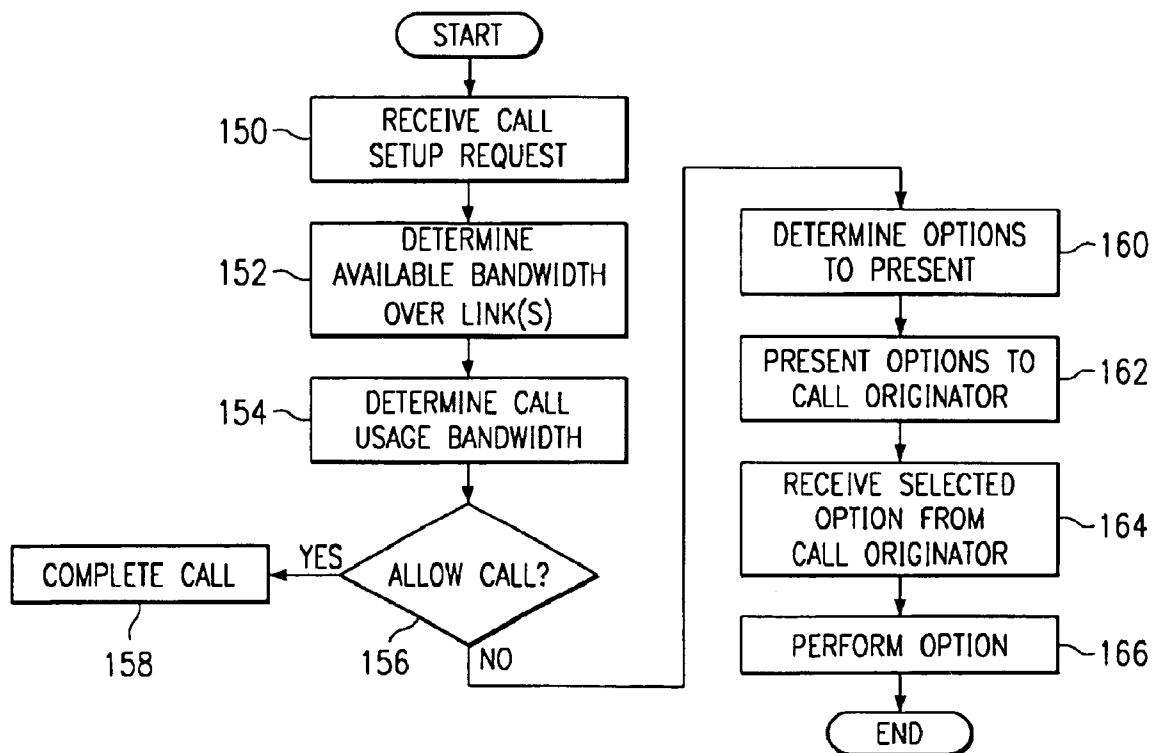 START
150
RECEIVE CALL
SETUP REQUEST
152
DETERMINE
AVAILABLE BANDWIDTH
OVER LINK(S)
154
DETERMINE CALL
USAGE BANDWIDTH
ALLOW CALL?
156
YES
COMPLETE CALL
158
NO
DETERMINE OPTIONS
TO PRESENT
160
PRESENT OPTIONS TO
CALL ORIGINATOR
162
RECEIVE SELECTED
OPTION FROM
CALL ORIGINATOR
164
PERFORM OPTION
166
END